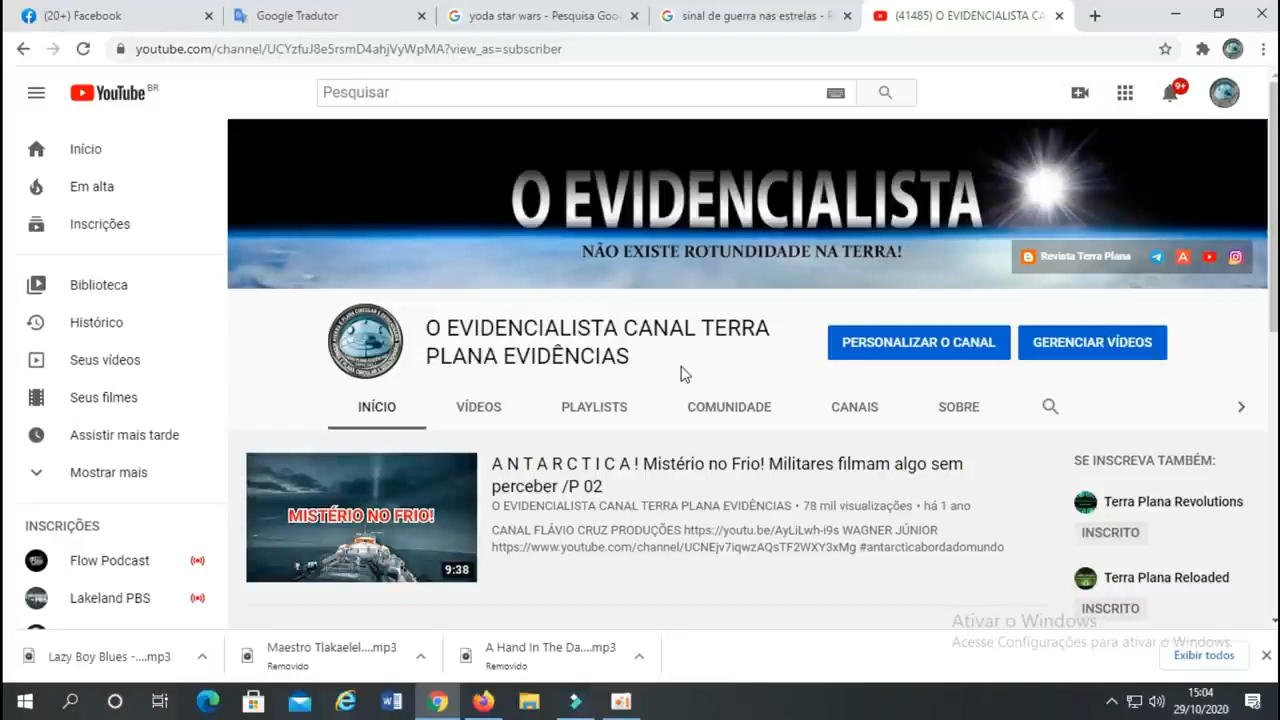 (20+) Facebook
Google Tradutor
yoda star wars - Pesquisa Goo
sinal de guerra nas estrelas - P
(41485) O EVIDENCIALISTA CA
youtube.com/channel/UCYzfuJ8e5rsmD4ahjVyWpMA?view_as=subscriber
YouTube BR
Pesquisar
9+
Início
Em alta
Inscrições
Biblioteca
Histórico
Seus vídeos
Seus filmes
Assistir mais tarde
Mostrar mais
INSCRIÇÕES
Flow Podcast
Lakeland PBS
O EVIDENCIALISTA
NÃO EXISTE ROTUNDIDADE NA TERRA!
Revista Terra Plana
O EVIDENCIALISTA CANAL TERRA
PLANA EVIDÊNCIAS
PERSONALIZAR O CANAL
GERENCIAR VÍDEOS
INÍCIO
VÍDEOS
PLAYLISTS
COMUNIDADE
CANAIS
SOBRE
MISTÉRIO NO FRIO!
9:38
A N T A R C T I C A ! Mistério no Frio! Militares filmam algo sem
perceber /P 02
O EVIDENCIALISTA CANAL TERRA PLANA EVIDÊNCIAS • 78 mil visualizações • há 1 ano
CANAL FLÁVIO CRUZ PRODUÇÕES https://youtu.be/AyLiLwh-i9s WAGNER JÚNIOR
https://www.youtube.com/channel/UCNEjv7iqwzAQsTF2WXY3xMg #antarcticabordadomundo
SE INSCREVA TAMBÉM:
Terra Plana Revolutions
INSCRITO
Terra Plana Reloaded
INSCRITO
Ativar o Windows
Acesse Configurações para ativar o Windows.
Lazy Boy Blues -....mp3
Maestro Tlakaelel....mp3
Removido
A Hand In The Da....mp3
Removido
Exibir todos
15:04
29/10/2020